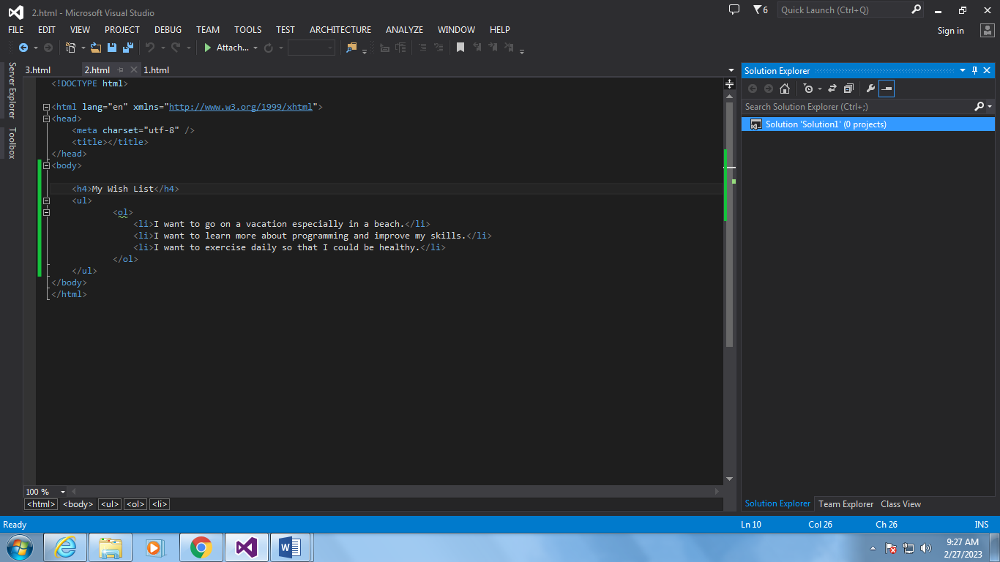 2.html - Microsoft Visual Studio
6
Quick Launch (Ctrl+Q)
FILE EDIT VIEW PROJECT DEBUG TEAM TOOLS TEST ARCHITECTURE ANALYZE WINDOW HELP
Sign in
Attach...
Server Explorer
Toolbox
3.html 2.html 1.html
<!DOCTYPE html>
<html lang="en" xmlns="http://www.w3.org/1999/xhtml">
<head>
<meta charset="utf-8" />
<title></title>
</head>
<body>
<h4>My Wish List</h4>
<ul>
<ol>
<li>I want to go on a vacation especially in a beach.</li>
<li>I want to learn more about programming and improve my skills.</li>
<li>I want to exercise daily so that I could be healthy.</li>
</ol>
</ul>
</body>
</html>
100 %
<html> <body> <ul> <ol> <li>
Solution Explorer
Search Solution Explorer (Ctrl+;)
Solution 'Solution1' (0 projects)
Solution Explorer Team Explorer Class View
Ready Ln 10 Col 26 Ch 26 INS
9:27 AM
2/27/2023